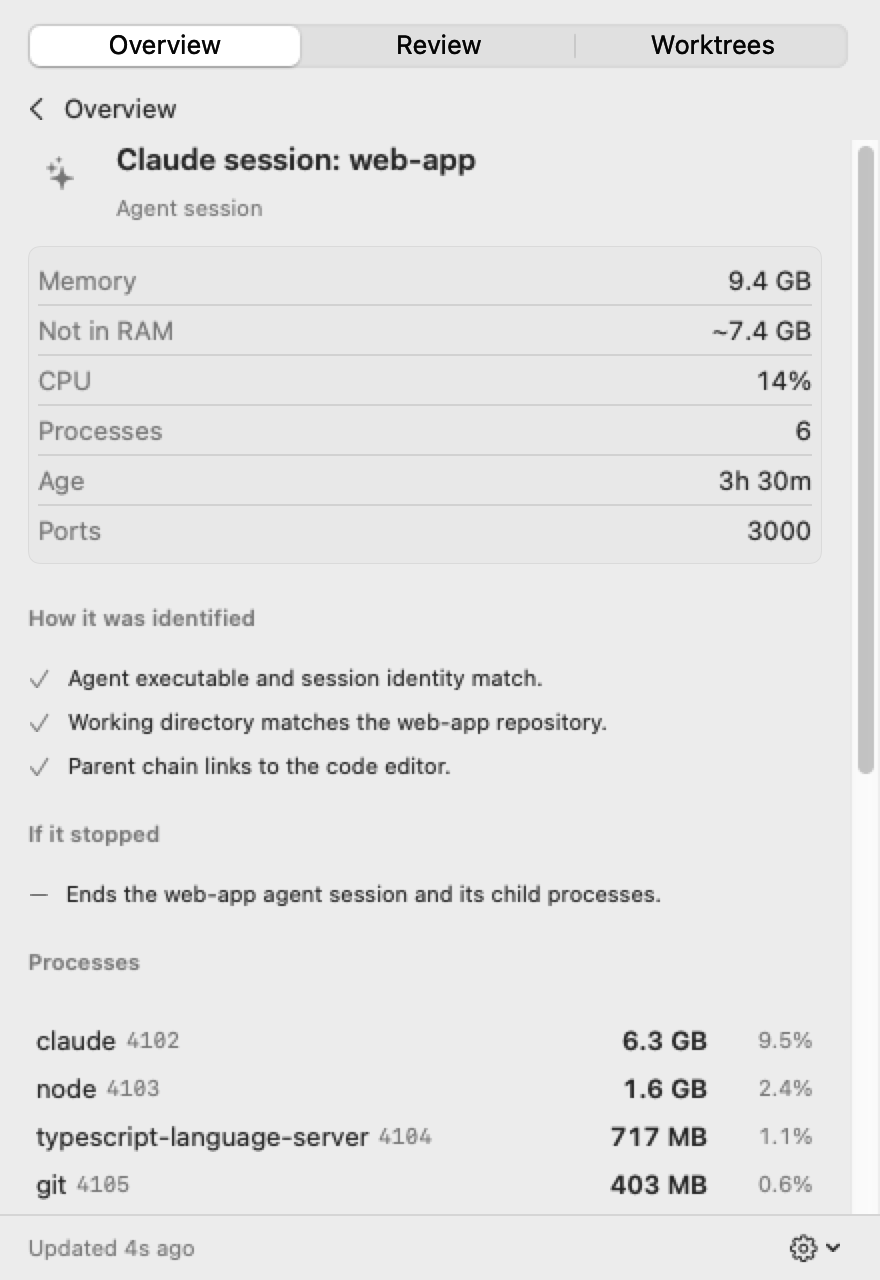 Overview Review Worktrees
Overview
Claude session: web-app
Agent session
Memory 9.4 GB
Not in RAM ~7.4 GB
CPU 14%
Processes 6
Age 3h 30m
Ports 3000
How it was identified
Agent executable and session identity match.
Working directory matches the web-app repository.
Parent chain links to the code editor.
If it stopped
— Ends the web-app agent session and its child processes.
Processes
claude 4102 6.3 GB 9.5%
node 4103 1.6 GB 2.4%
typescript-language-server 4104 717 MB 1.1%
git 4105 403 MB 0.6%
Updated 4s ago